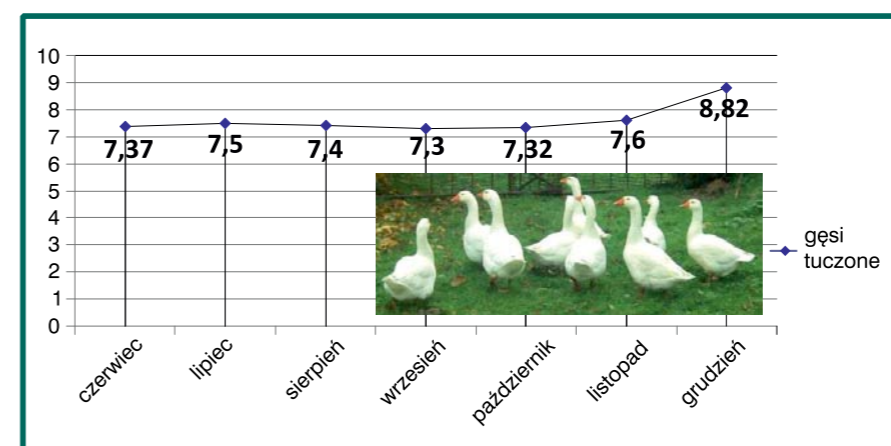 10
9
8
7
6
5
4
3
2
1
0
7,37
7,5
7,4
7,3
7,32
7,6
8,82
czerwiec
lipiec
sierpień
wrzesień
październik
listopad
grudzień
gęsi
tuczone